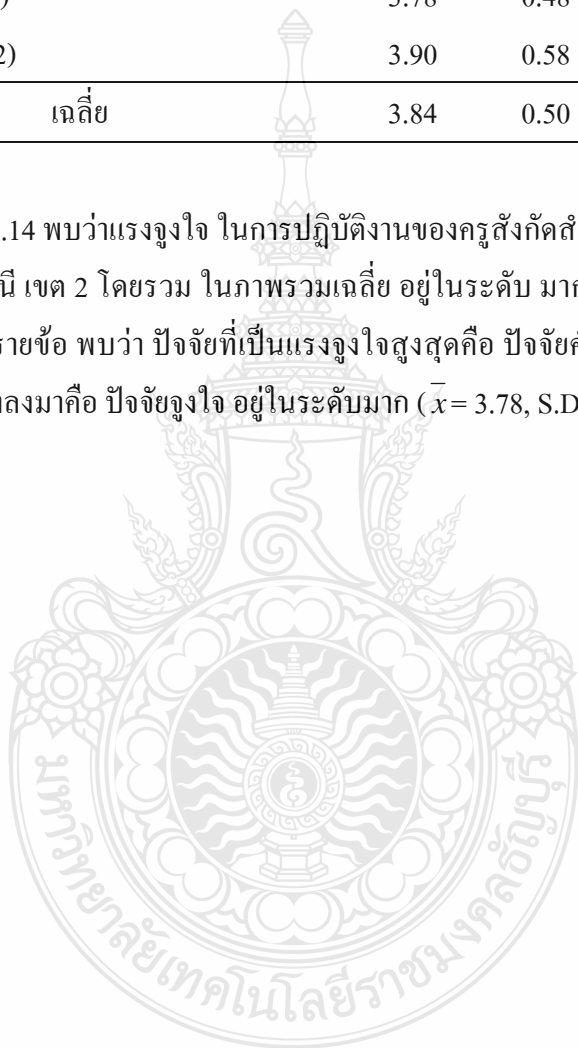 2)
3.90 0.58
เฉลี่ย 3.84 0.50
.14 พบว่าแรงจูงใจ ในการปฏิบัติงานของครูสังกัดสำ
นี เขต 2 โดยรวม ในภาพรวมเฉลี่ย อยู่ในระดับ มาก
รายข้อ พบว่า ปัจจัยที่เป็นแรงจูงใจสูงสุดคือ ปัจจัย
ลงมาคือ ปัจจัยจูงใจ อยู่ในระดับมาก ( x̄ = 3.78, S.D
มหาวิทยาลัยเทคโนโลยีราชมงคลธัญบุรี